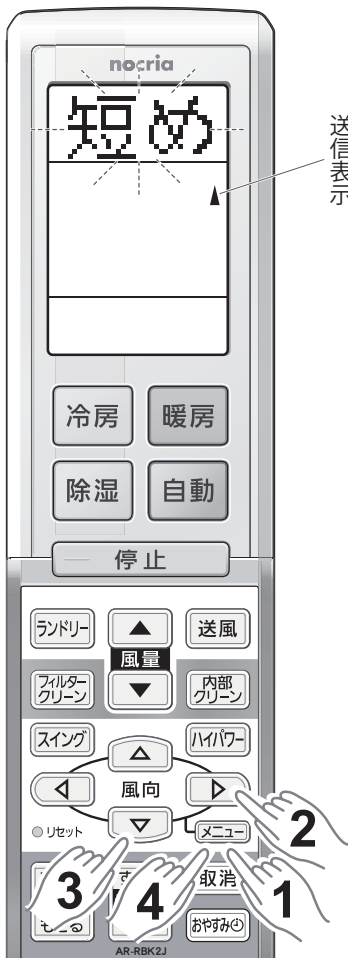 nocria
短め
送信表示
冷房
暖房
除湿
自動
停止
ランドリー
▲
送風
風量
フィルター
クリーン
▼
内部
クリーン
スイング
△
ハイパワー
◁
風向
▷
リセット
▽
メニュー
2
3
4
取消
1
おやすみ
AR-RBK2J